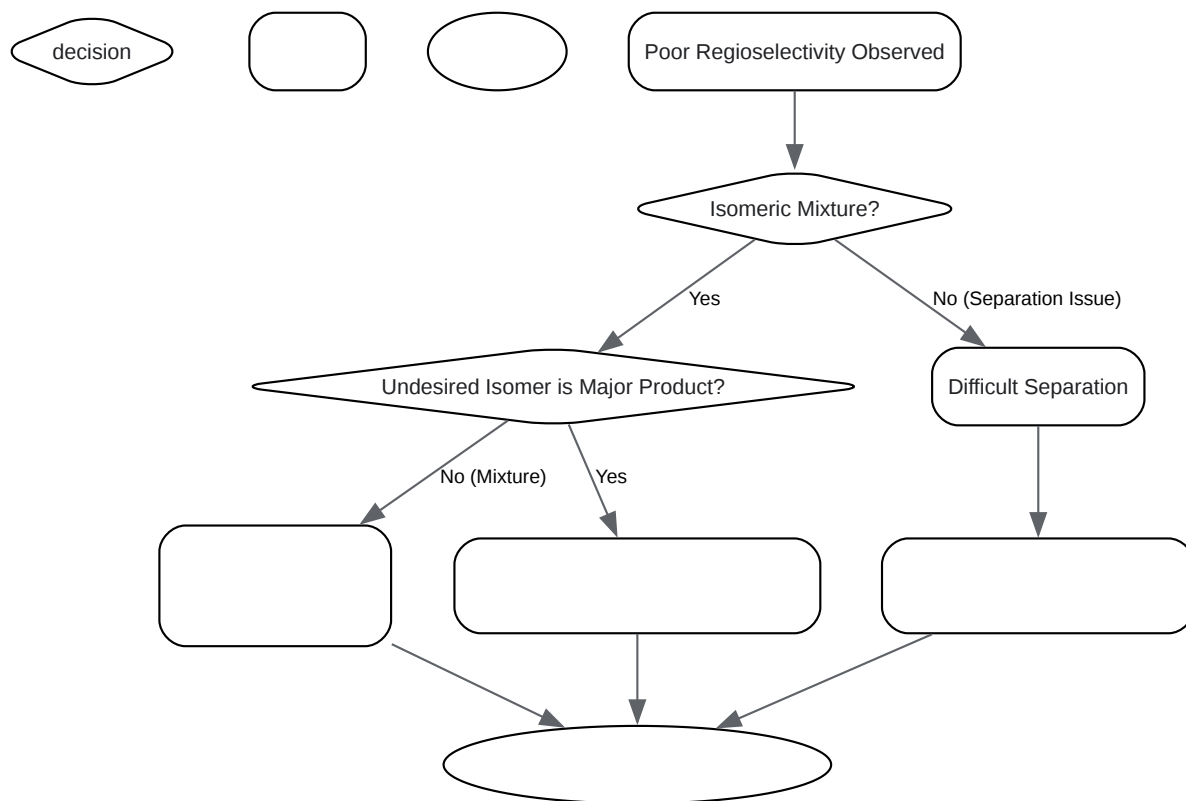 decision
Poor Regioselectivity Observed
Isomeric Mixture?
Yes
No (Separation Issue)
Undesired Isomer is Major Product?
Difficult Separation
No (Mixture)
Yes